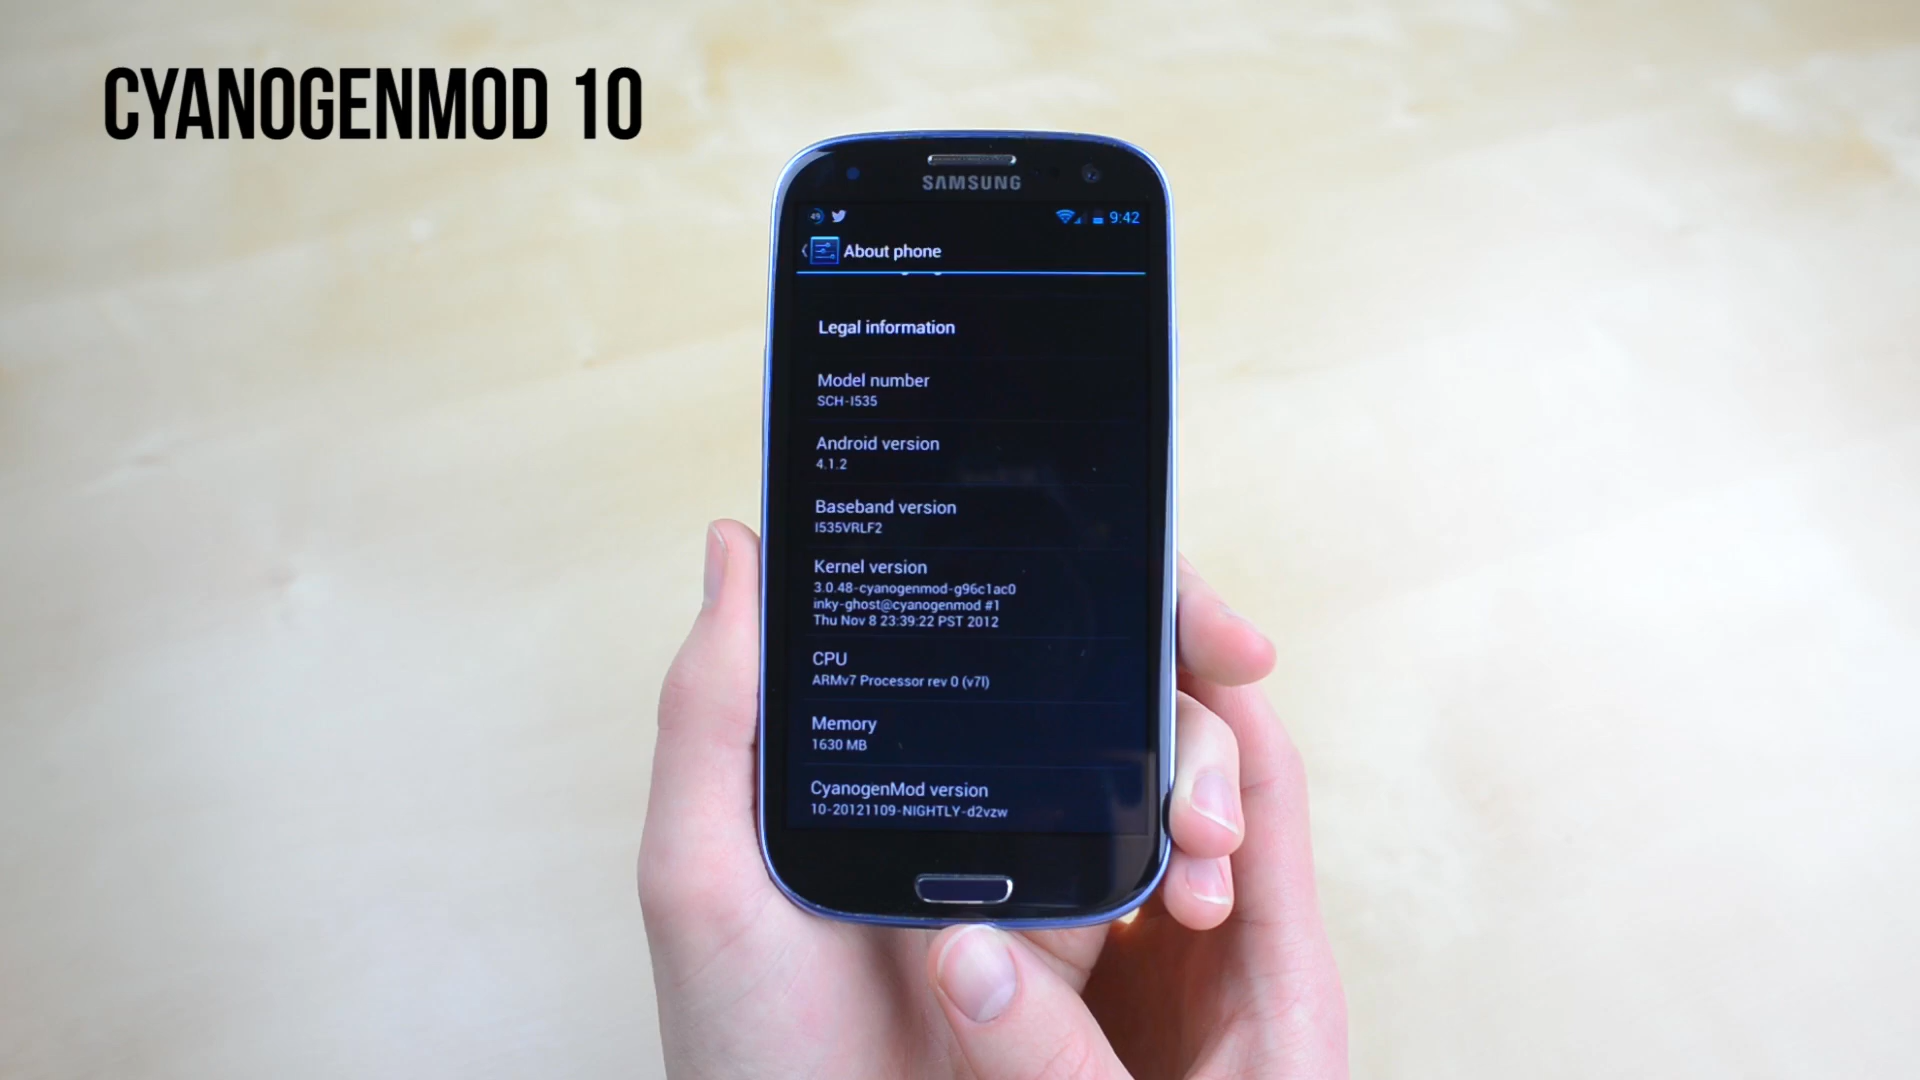 CYANOGENMOD 10
SAMSUNG
49 9:42
About phone
Legal information
Model number
SCH-I535
Android version
4.1.2
Baseband version
I535VRLF2
Kernel version
3.0.48-cyanogenmod-g96c1ac0
inky-ghost@cyanogenmod #1
Thu Nov 8 23:39:22 PST 2012
CPU
ARMv7 Processor rev 0 (v7l)
Memory
1630 MB
CyanogenMod version
10-20121109-NIGHTLY-d2vzw